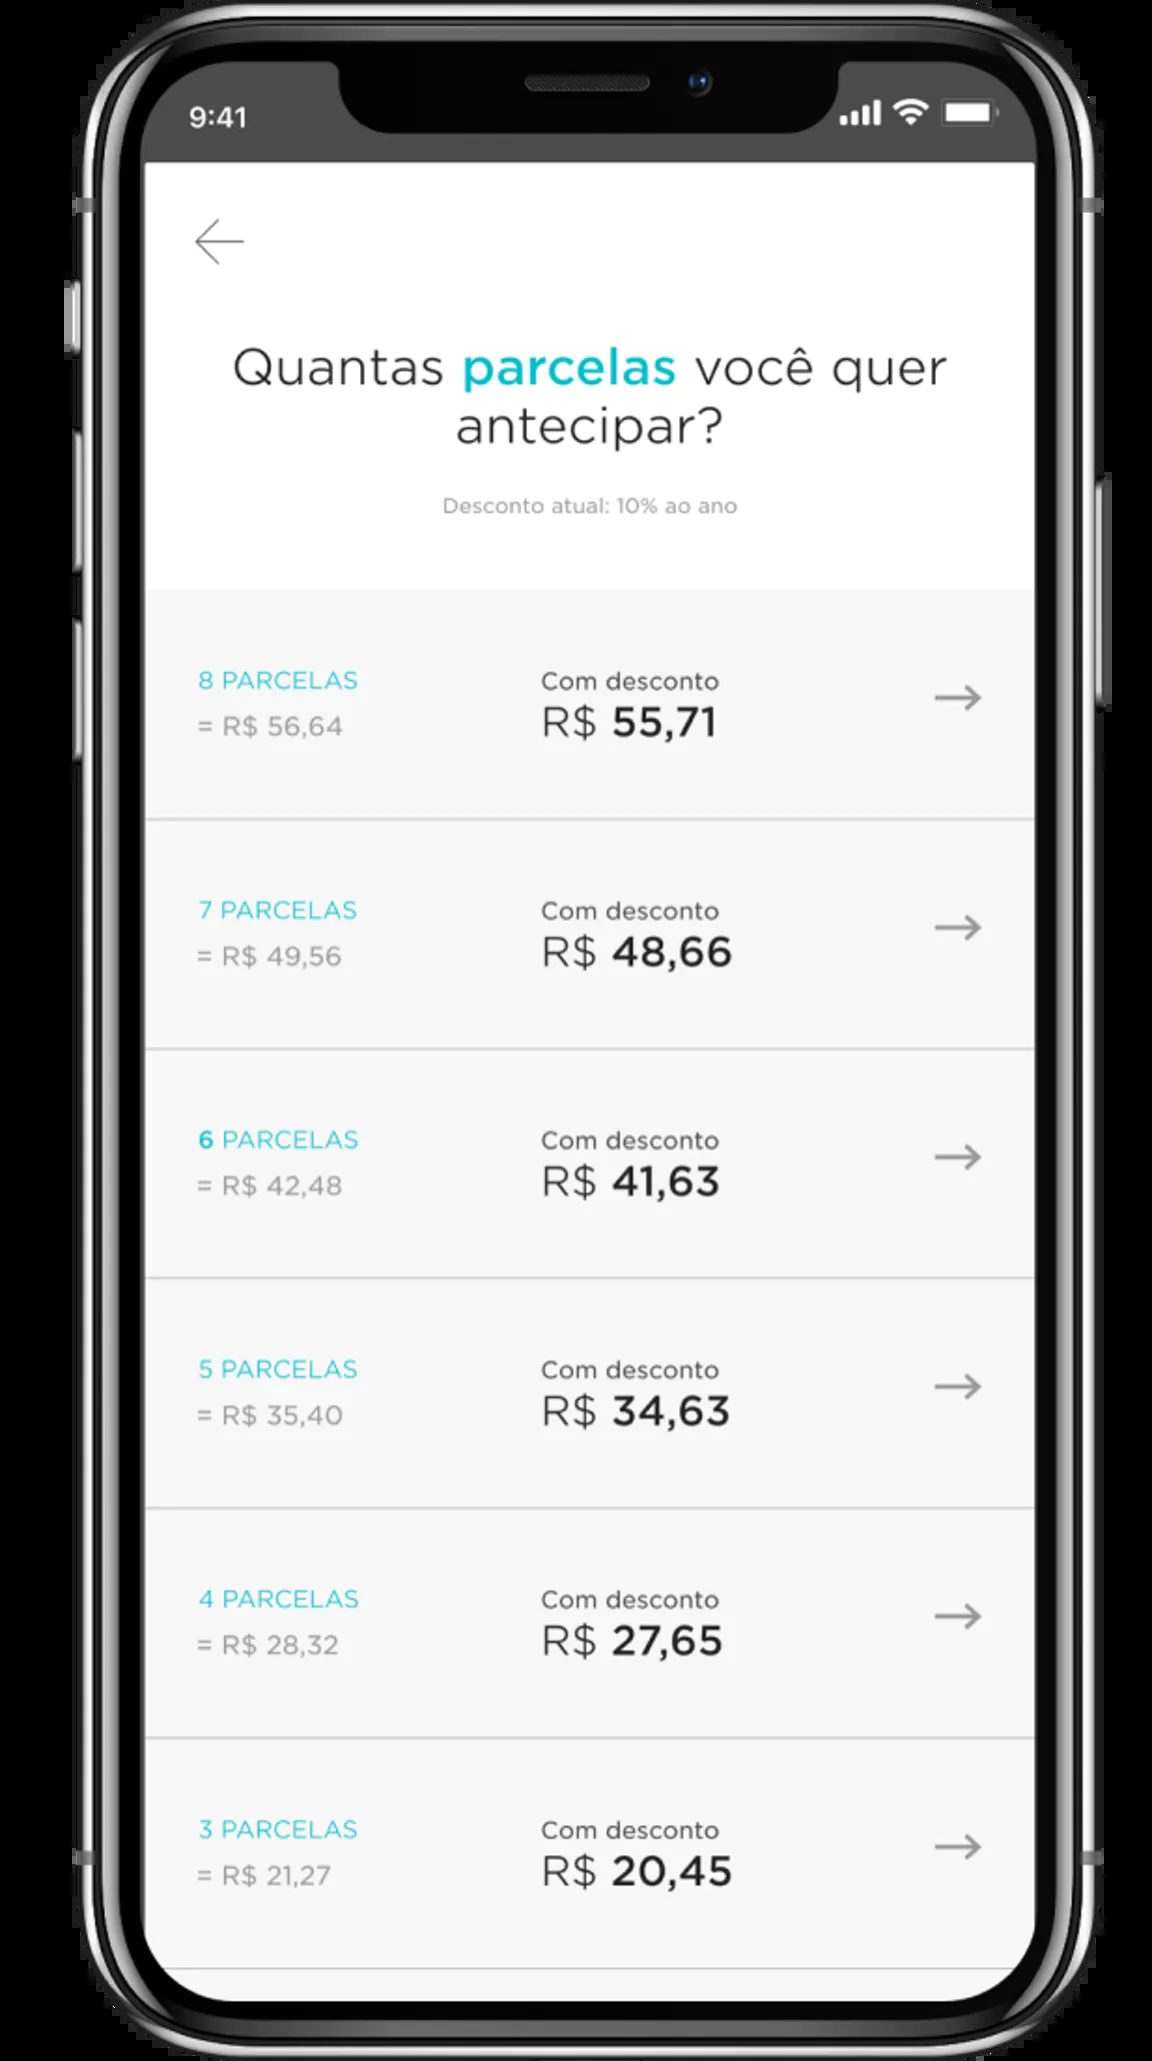 9:41
Quantas parcelas você quer
antecipar?
Desconto atual: 10% ao ano
8 PARCELAS
= R$ 56,64
Com desconto
R$ 55,71
7 PARCELAS
= R$ 49,56
Com desconto
R$ 48,66
6 PARCELAS
= R$ 42,48
Com desconto
R$ 41,63
5 PARCELAS
= R$ 35,40
Com desconto
R$ 34,63
4 PARCELAS
= R$ 28,32
Com desconto
R$ 27,65
3 PARCELAS
= R$ 21,27
Com desconto
R$ 20,45